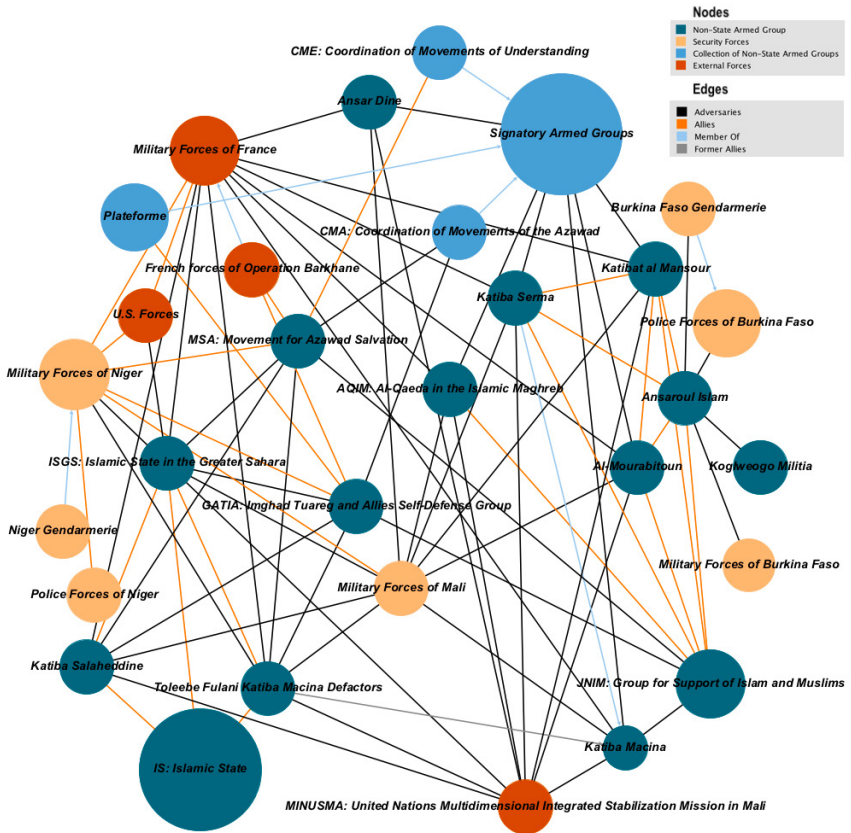 Nodes
Non-State Armed Group
Security Forces
Collection of Non-State Armed Groups
External Forces
Edges
Adversaries
Allies
Member Of
Former Allies
CME: Coordination of Movements of Understanding
Ansar Dine
Signatory Armed Groups
Military Forces of France
Plateforme
Burkina Faso Gendarmerie
CMA: Coordination of Movements of the Azawad
French forces of Operation Barkhane
Katibat al Mansour
Katiba Serma
U.S. Forces
Police Forces of Burkina Faso
MSA: Movement for Azawad Salvation
Military Forces of Niger
AQIM: Al-Qaeda in the Islamic Maghreb
Ansaroul Islam
ISGS: Islamic State in the Greater Sahara
Al-Mourabitoun
Kogiweogo Militia
GATIA: Imghad Tuareg and Allies Self-Defense Group
Niger Gendarmerie
Military Forces of Burkina Faso
Police Forces of Niger
Military Forces of Mali
Katiba Salaheddine
Toleebe Fulani Katiba Macina Defactors
JNIM: Group for Support of Islam and Muslims
Katiba Macina
IS: Islamic State
MINUSMA: United Nations Multidimensional Integrated Stabilization Mission in Mali